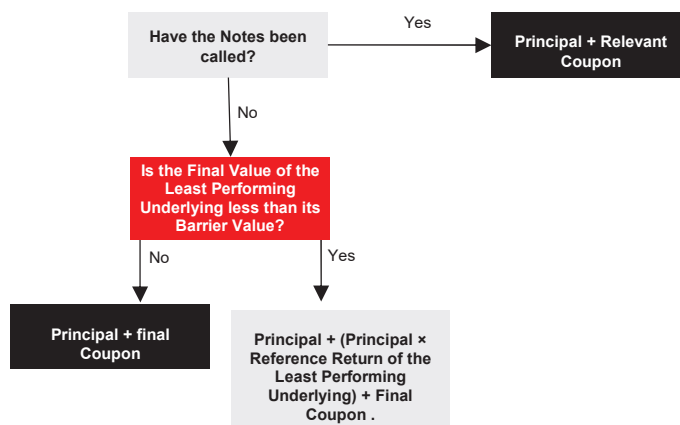 Have the Notes been
called?
Yes
Principal + Relevant
Coupon
No
Is the Final Value of the
Least Performing
Underlying less than its
Barrier Value?
No
Yes
Principal + final
Coupon
Principal + (Principal ×
Reference Return of the
Least Performing
Underlying) + Final
Coupon .